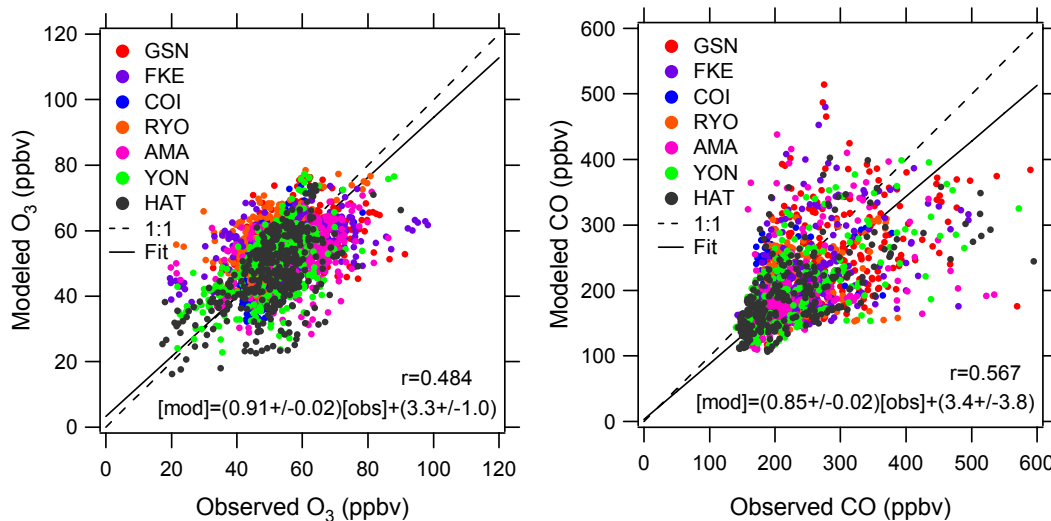 120
100
80
60
40
20
0
Modeled O3 (ppbv)
GSN
FKE
COI
RYO
AMA
YON
HAT
1:1
Fit
r=0.484
[mod]=(0.91+/-0.02)[obs]+(3.3+/-1.0)
0 20 40 60 80 100 120
Observed O3 (ppbv)
600
500
400
300
200
100
0
Modeled CO (ppbv)
GSN
FKE
COI
RYO
AMA
YON
HAT
1:1
Fit
r=0.567
[mod]=(0.85+/-0.02)[obs]+(3.4+/-3.8)
0 100 200 300 400 500 600
Observed CO (ppbv)